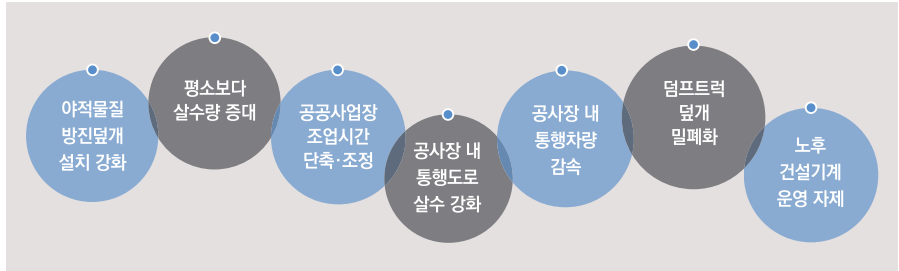 야적물질
방진덮개
설치 강화
평소보다
살수량 증대
공공사업장
조업시간
단축·조정
공사장 내
통행도로
살수 강화
공사장 내
통행차량
감속
덤프트럭
덮개
밀폐화
노후
건설기계
운영 자제